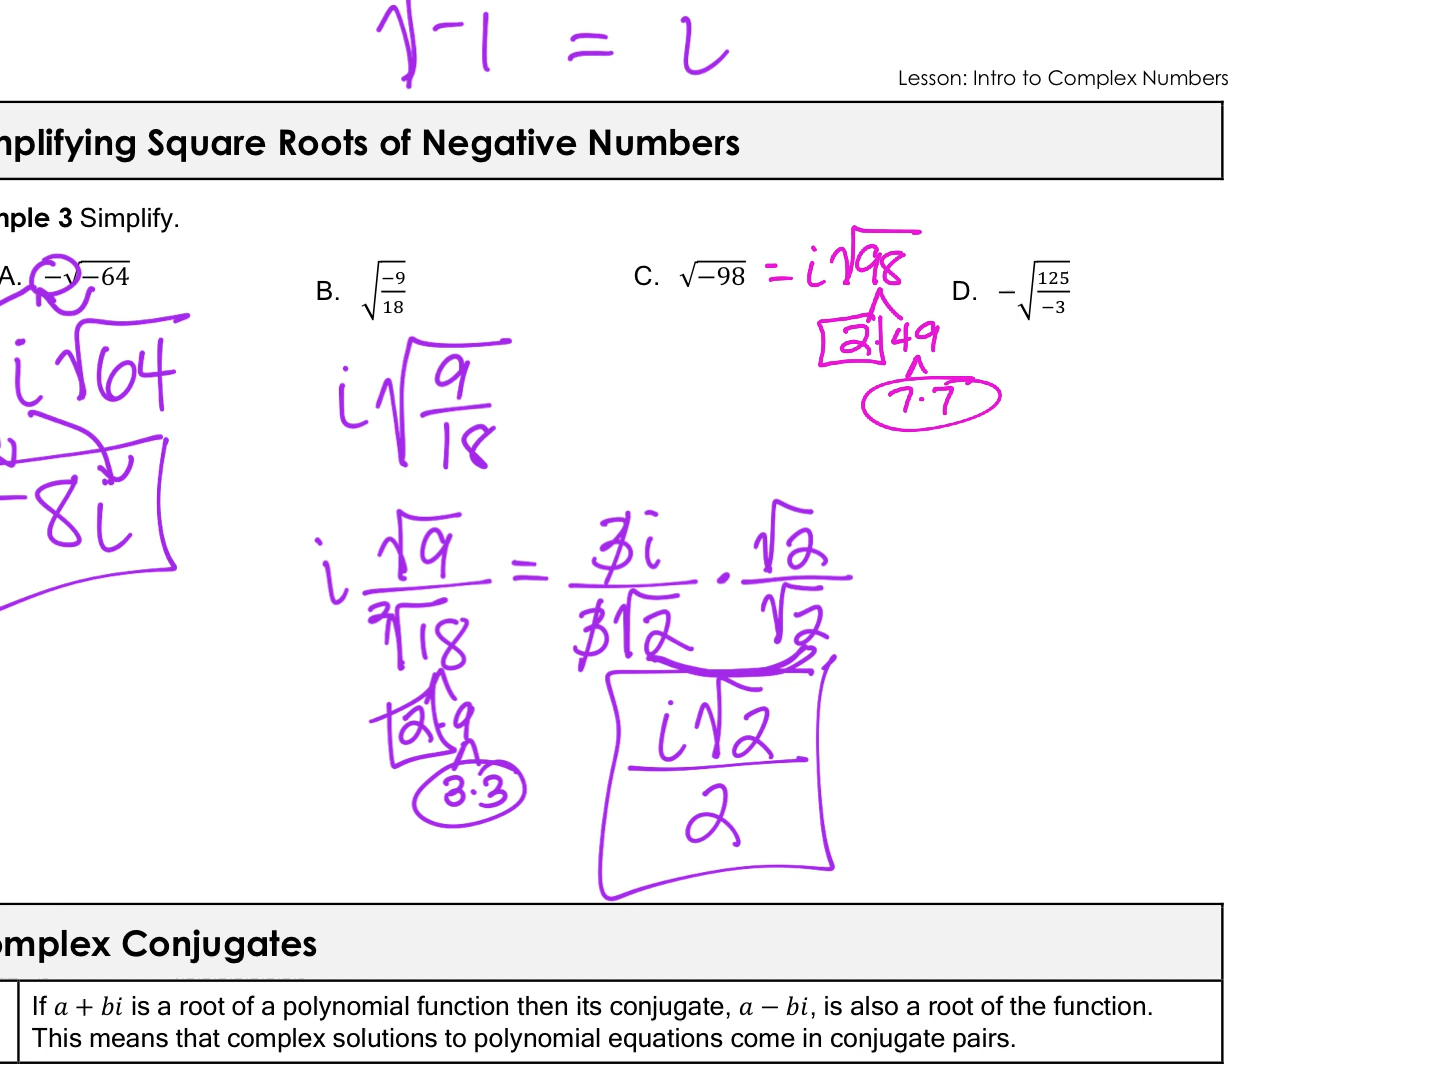 √-1 = i
Lesson: Intro to Complex Numbers
mplifying Square Roots of Negative Numbers
mple 3 Simplify.
A. −√−64
i√64
−8i
B. √(−9/18)
i√(9/18)
i √9/√18 = 3i/3√2 · √2/√2
2·9
3·3
i√2/2
C. √−98 = i√98
2·49
7·7
D. −√(125/−3)
omplex Conjugates
If a + bi is a root of a polynomial function then its conjugate, a − bi, is also a root of the function.
This means that complex solutions to polynomial equations come in conjugate pairs.